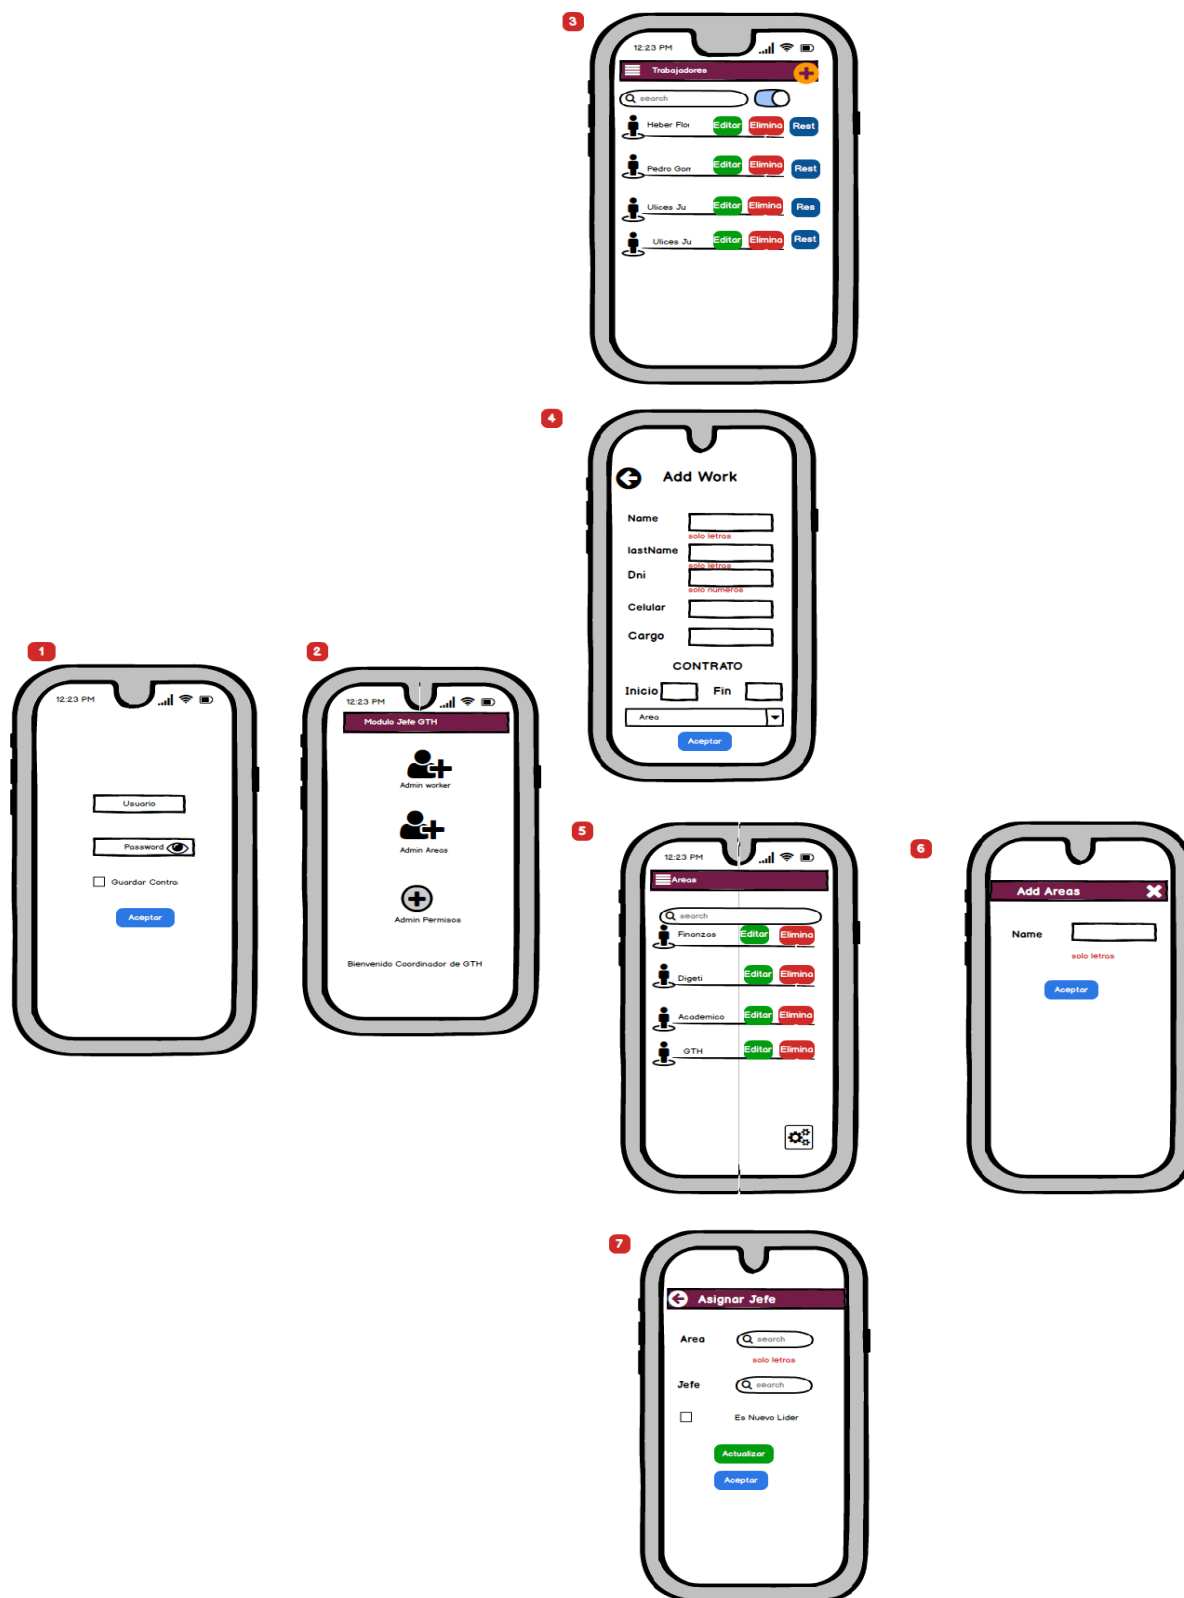 3
12:23 PM
Trabajadores
search
Heber Flo
Editar
Elimina
Rest
Pedro Gom
Editar
Elimina
Rest
Ulices Ju
Editar
Elimina
Res
Ulices Ju
Editar
Elimina
Rest
4
Add Work
Name
solo letras
lastName
solo letras
Dni
solo numeros
Celular
Cargo
CONTRATO
Inicio
Fin
Area
Aceptar
1
12:23 PM
Usuario
Password
Guardar Contra
Aceptar
2
12:23 PM
Modulo Jefe GTH
Admin worker
Admin Areas
Admin Permisos
Bienvenido Coordinador de GTH
5
12:23 PM
Areas
search
Finanzas
Editar
Elimina
Digeti
Editar
Elimina
Academico
Editar
Elimina
GTH
Editar
Elimina
6
Add Areas
Name
solo letras
Aceptar
7
Asignar Jefe
Area
search
solo letras
Jefe
search
Es Nuevo Lider
Actualizar
Aceptar